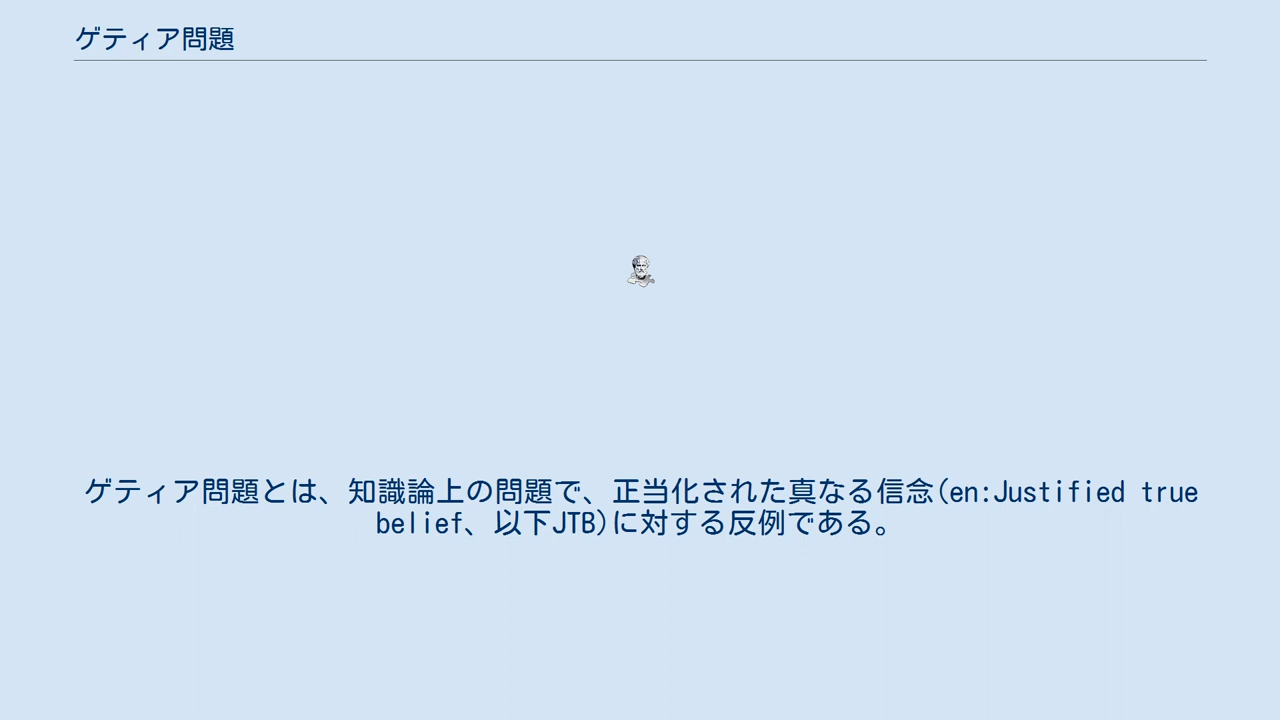 ゲティア問題
ゲティア問題とは、知識論上の問題で、正当化された真なる信念(en:Justified true
belief、以下JTB)に対する反例である。